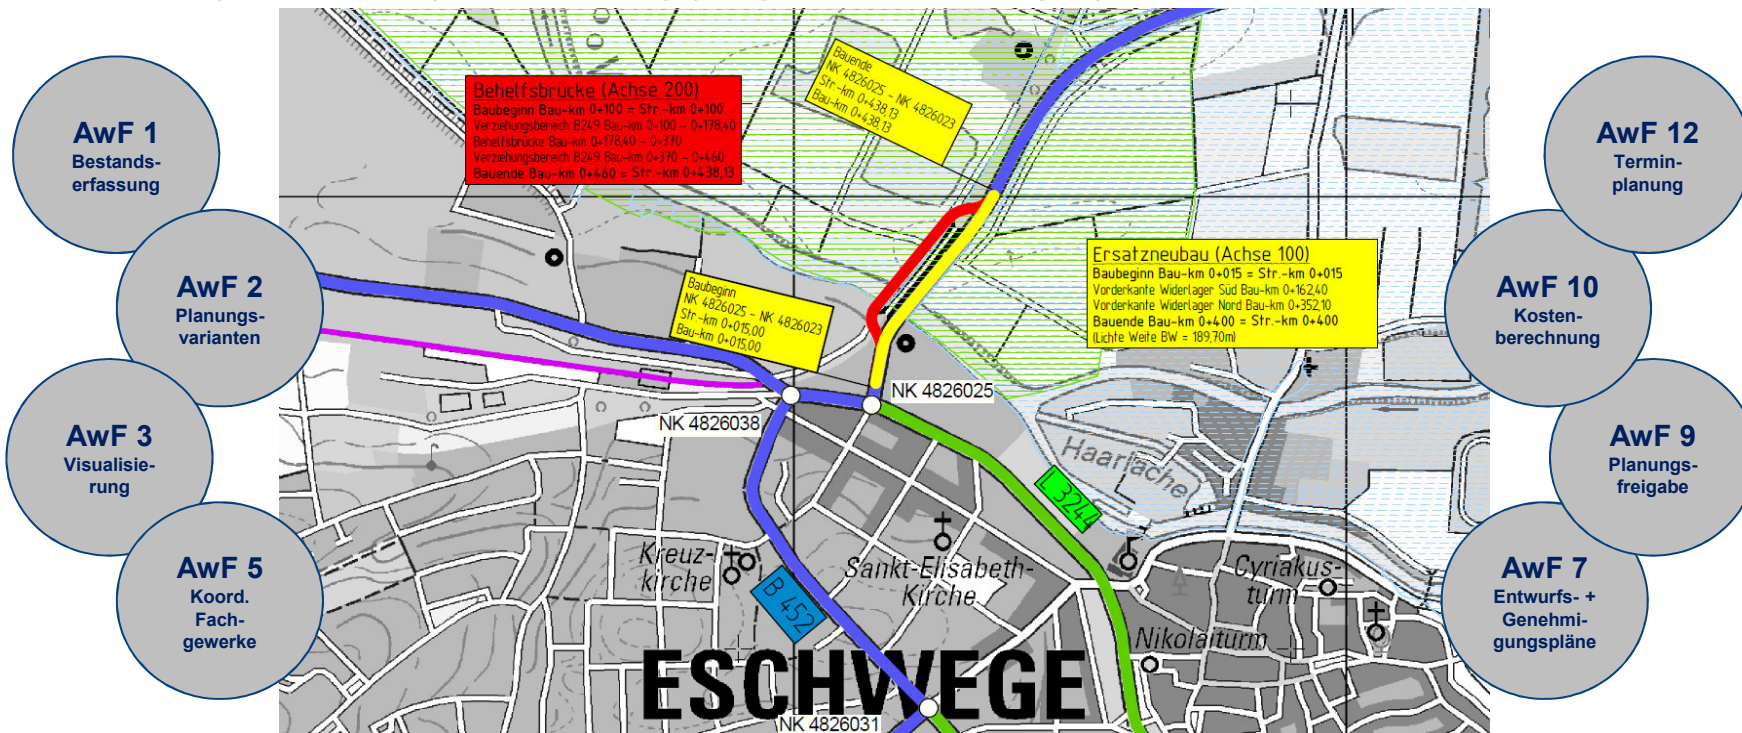 AwF 1
Bestands-
erfassung
AwF 2
Planungs-
varianten
AwF 3
Visualisie-
rung
AwF 5
Koord.
Fach-
gewerke
Behelfsbrücke (Achse 200)
Baubeginn Bau-km 0+100 = Str.-km 0+100
Verziehungsbereich B249 Bau-km 0+100 - 0+178,40
Behelfsbrücke Bau-km 0+178,40 - 0+370
Verziehungsbereich B249 Bau-km 0+370 - 0+460
Bauende Bau-km 0+460 = Str.-km 0+438,13
Bauende
NK 4826025 - NK 4826023
Str.-km 0+438,13
Bau-km 0+438,13
Baubeginn
NK 4826025 - NK 4826023
Str.-km 0+015,00
Bau-km 0+015,00
Ersatzneubau (Achse 100)
Baubeginn Bau-km 0+015 = Str.-km 0+015
Vorderkante Widerlager Süd Bau-km 0+162,40
Vorderkante Widerlager Nord Bau-km 0+352,10
Bauende Bau-km 0+400 = Str.-km 0+400
(Lichte Weite BW = 189,70m)
NK 4826025
NK 4826038
Haarlache
L 3244
Kreuz-
kirche
Sankt-Elisabeth-
Kirche
Cyriakus-
turm
B 452
Nikolaiturm
ESCHWEGE
NK 4826031
AwF 12
Termin-
planung
AwF 10
Kosten-
berechnung
AwF 9
Planungs-
freigabe
AwF 7
Entwurfs- +
Genehmi-
gungspläne